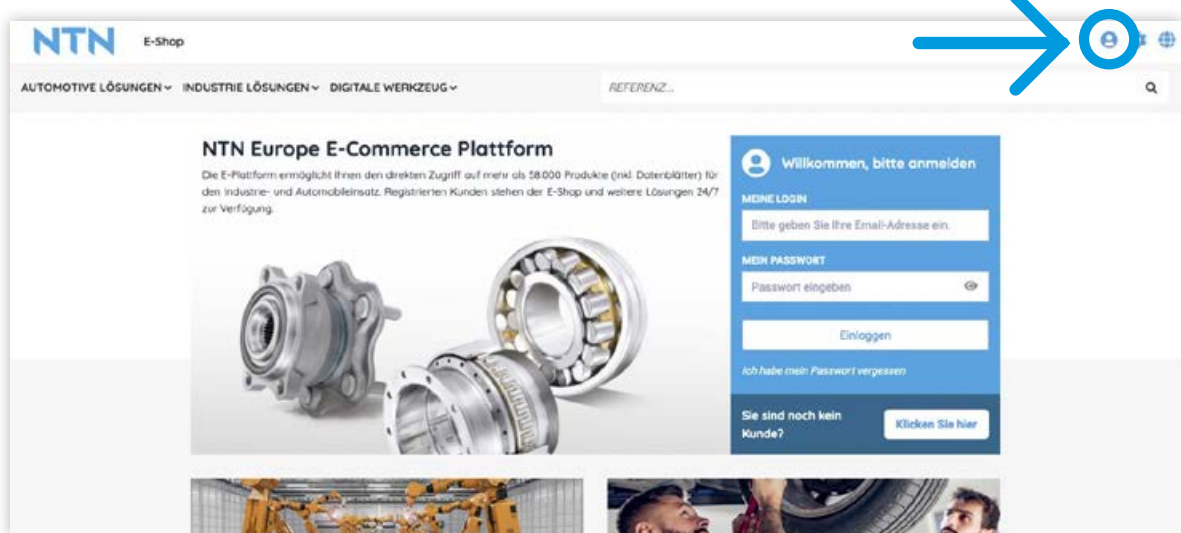 NTN E-Shop
AUTOMOTIVE LÖSUNGEN INDUSTRIE LÖSUNGEN DIGITALE WERKZEUG REFERENZ...
NTN Europe E-Commerce Plattform
Die E-Plattform ermöglicht Ihnen den direkten Zugriff auf mehr als 58000 Produkte (inkl. Datenblätter) für
den Industrie- und Automobileinsatz. Registrierten Kunden stehen der E-Shop und weitere Lösungen 24/7
zur Verfügung.
Willkommen, bitte anmelden
MEINE LOGIN
Bitte geben Sie Ihre Email-Adresse ein.
MEIN PASSWORT
Passwort eingeben
Einloggen
Ich habe mein Passwort vergessen
Sie sind noch kein
Kunde?
Klicken Sie hier